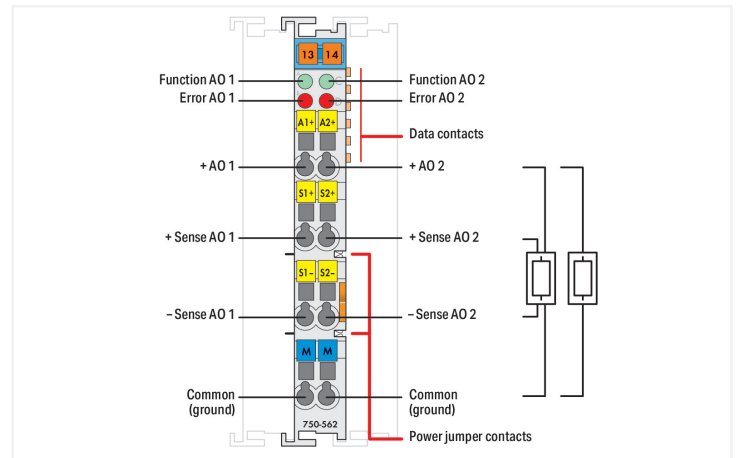 13 14
Function AO 1
Function AO 2
Error AO 1
Error AO 2
A1+ A2+
Data contacts
+ AO 1
+ AO 2
S1+ S2+
+ Sense AO 1
+ Sense AO 2
S1– S2–
– Sense AO 1
– Sense AO 2
M M
Common
(ground)
Common
(ground)
750-562
Power jumper contacts